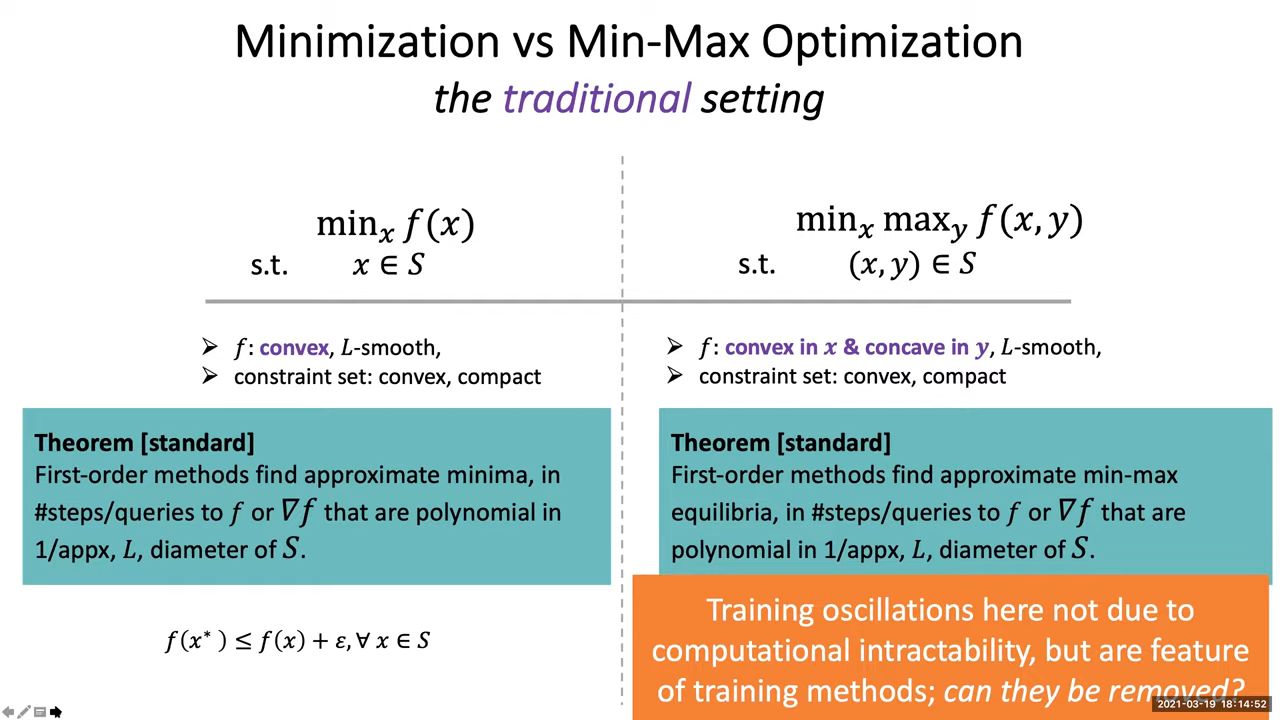 Minimization vs Min-Max Optimization
the traditional setting
minₓ f(x)
s.t. x ∈ S
➢ f: convex, L-smooth,
➢ constraint set: convex, compact
Theorem [standard]
First-order methods find approximate minima, in
#steps/queries to f or ∇f that are polynomial in
1/appx, L, diameter of S.
f(x*) ≤ f(x) + ε, ∀ x ∈ S
minₓ max_y f(x, y)
s.t. (x, y) ∈ S
➢ f: convex in x & concave in y, L-smooth,
➢ constraint set: convex, compact
Theorem [standard]
First-order methods find approximate min-max
equilibria, in #steps/queries to f or ∇f that are
polynomial in 1/appx, L, diameter of S.
Training oscillations here not due to
computational intractability, but are feature
of training methods; can they be removed?
2021-03-19 18:14:52